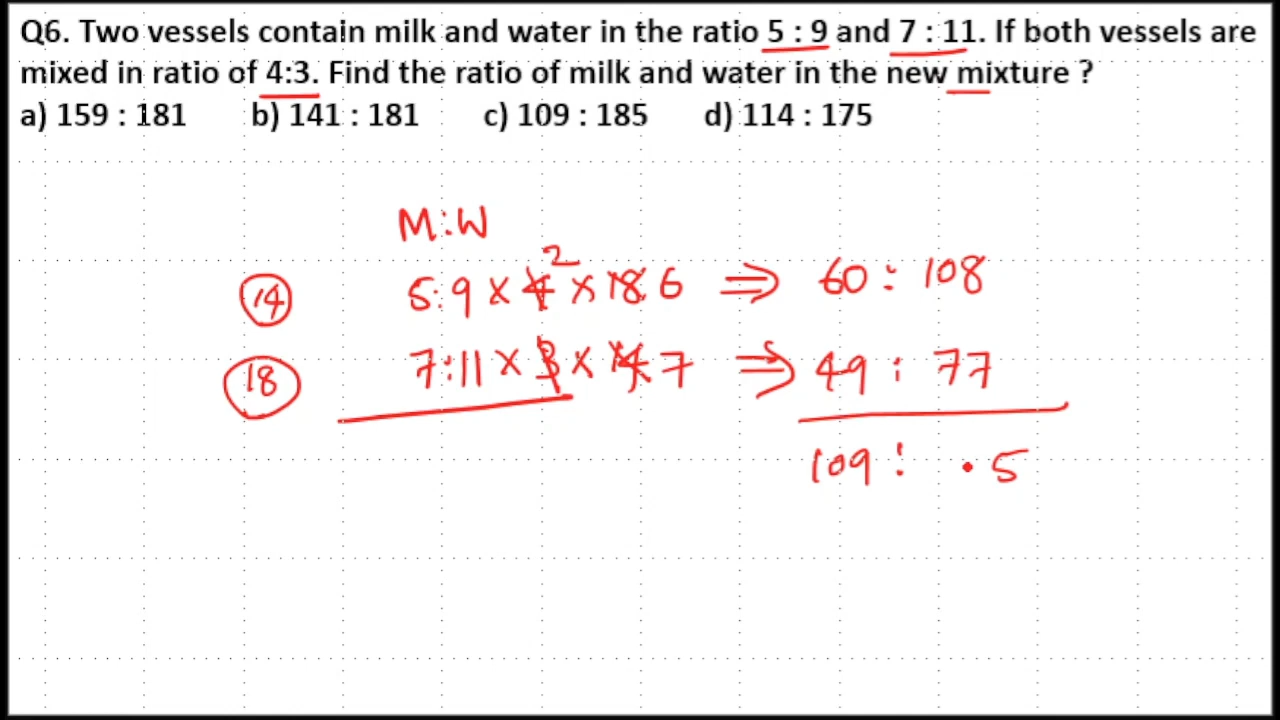 Q6. Two vessels contain milk and water in the ratio 5 : 9 and 7 : 11. If both vessels are
mixed in ratio of 4:3. Find the ratio of milk and water in the new mixture ?
a) 159 : 181 b) 141 : 181 c) 109 : 185 d) 114 : 175
M:W
14 5:9 × 4 2 × 18 6 ⇒ 60 : 108
18 7:11 × 3 × 14 7 ⇒ 49 : 77
109 : 5